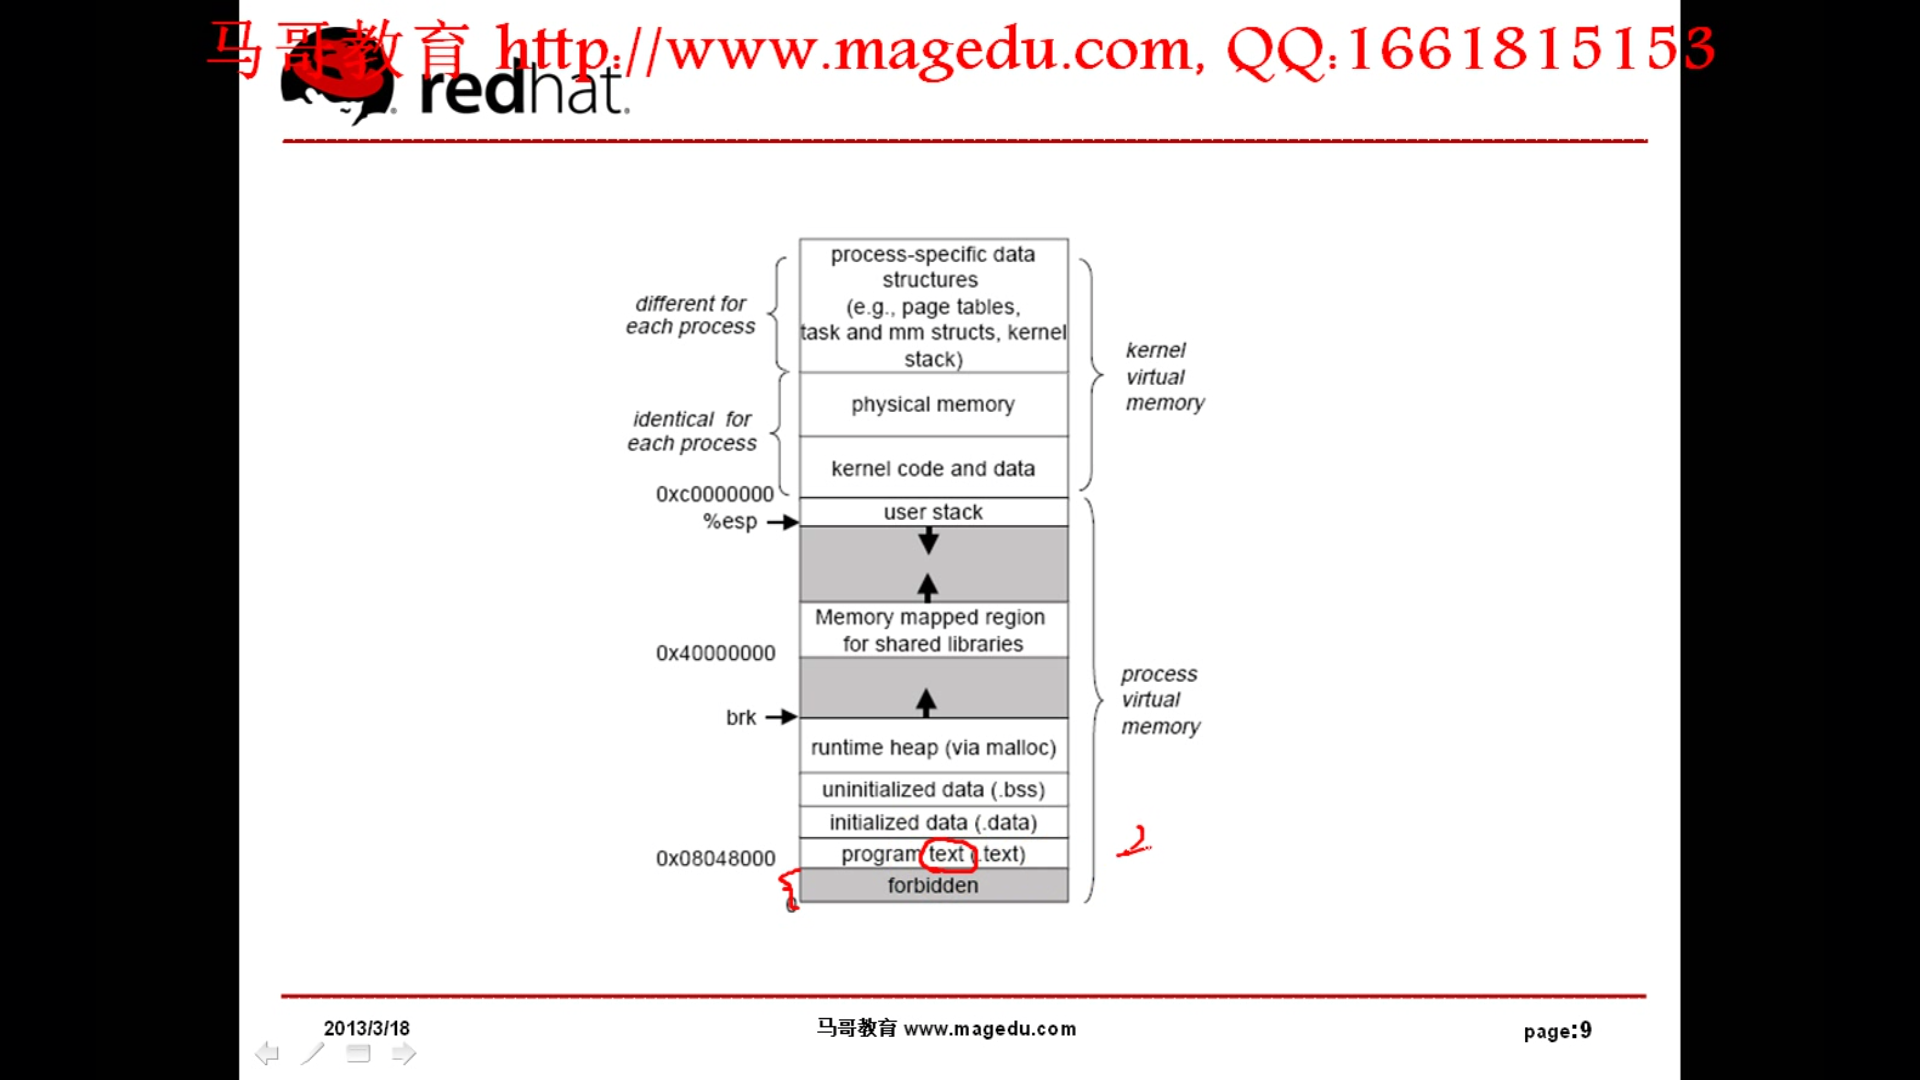 马哥教育 http://www.magedu.com, QQ:1661815153
redhat.
process-specific data
structures
(e.g., page tables,
task and mm structs, kernel
stack)
different for
each process
kernel
virtual
memory
physical memory
identical for
each process
kernel code and data
0xc0000000
user stack
%esp
Memory mapped region
for shared libraries
0x40000000
process
virtual
memory
brk
runtime heap (via malloc)
uninitialized data (.bss)
initialized data (.data)
program text (.text)
0x08048000
forbidden
0
2013/3/18
马哥教育 www.magedu.com
page:9